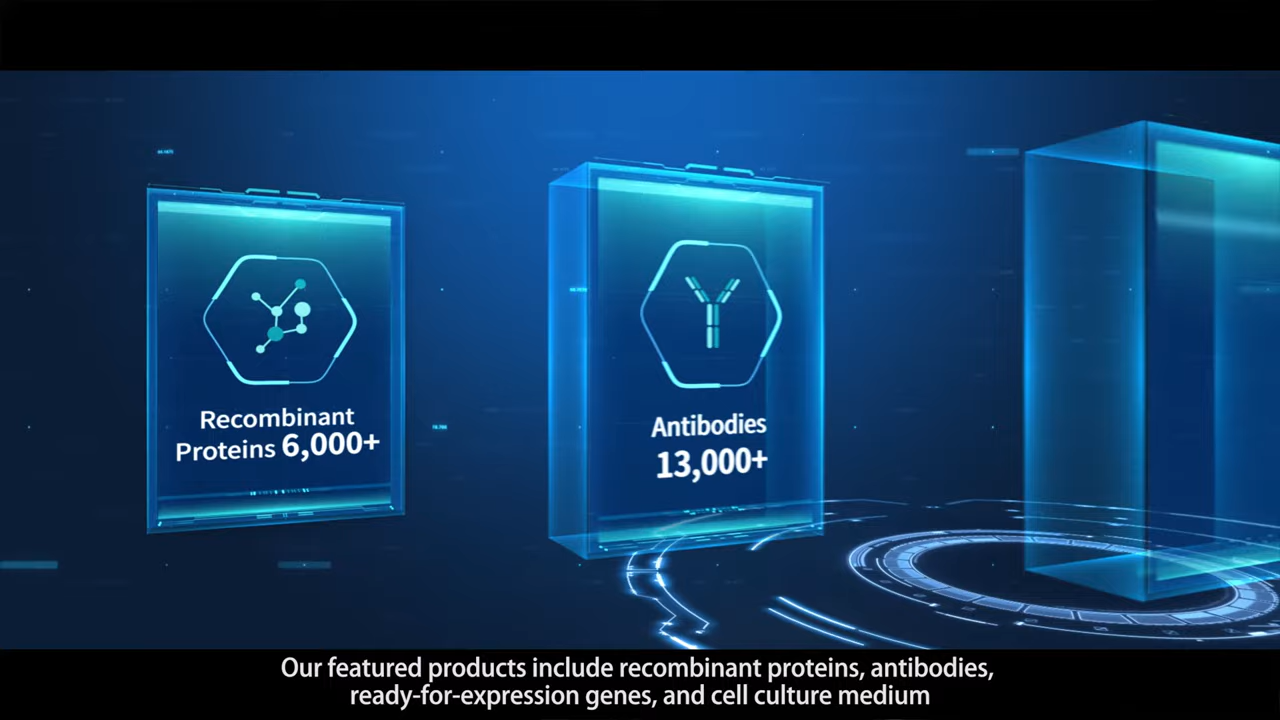 Recombinant
Proteins 6,000+
Antibodies
13,000+
Our featured products include recombinant proteins, antibodies,
ready-for-expression genes, and cell culture medium